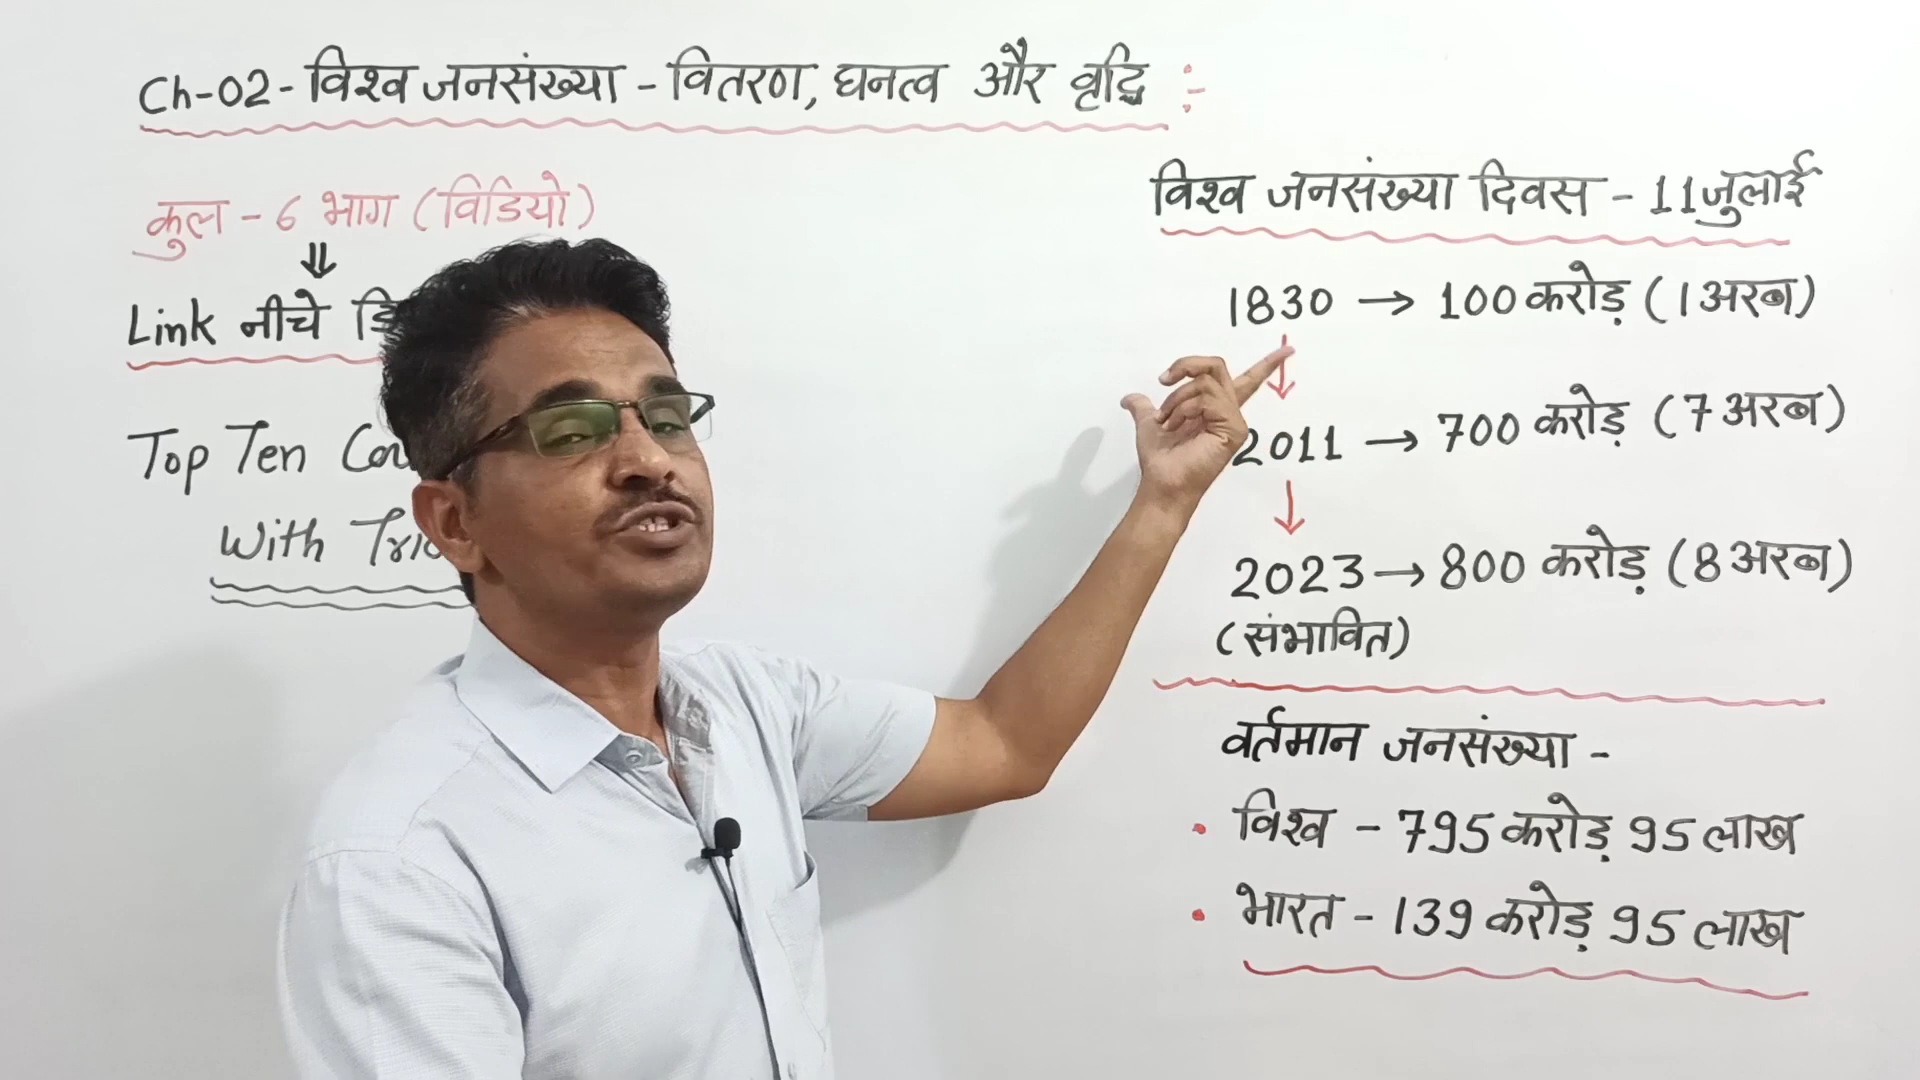 Ch-02- विश्व जनसंख्या - वितरण, घनत्व और वृद्धि :-
कुल - 6 भाग (विडियो)
⇓
Link नीचे
Top Ten
With
विश्व जनसंख्या दिवस - 11 जुलाई
1830 → 100 करोड़ (1 अरब)
2011 → 700 करोड़ (7 अरब)
2023 → 800 करोड़ (8 अरब)
(संभावित)
वर्तमान जनसंख्या -
• विश्व - 795 करोड़ 95 लाख
• भारत - 139 करोड़ 95 लाख